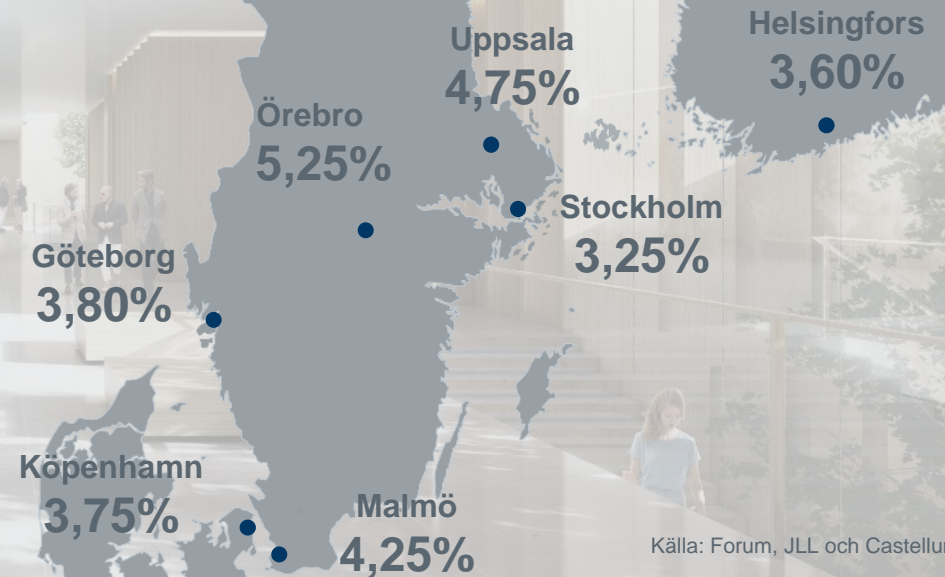 Helsingfors
3,60%
Uppsala
4,75%
Örebro
5,25%
Stockholm
3,25%
Göteborg
3,80%
Köpenhamn
3,75%
Malmö
4,25%
Källa: Forum, JLL och Castellum